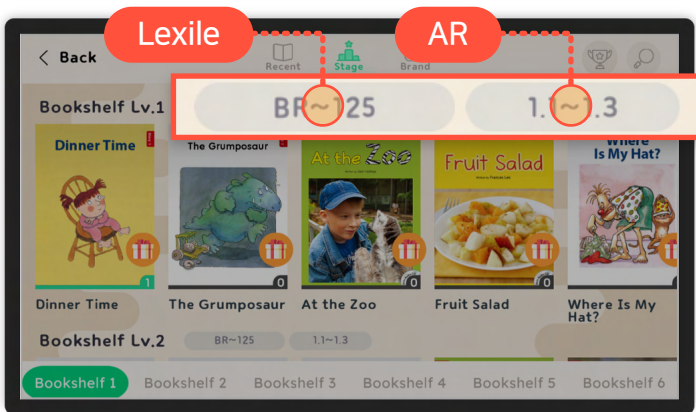 Lexile
AR
Back
Recent
Stage
Brand
Bookshelf Lv.1
BR~125
1.1~1.3
Dinner Time
The Grumposaur
At the Zoo
Fruit Salad
Where
Is My Hat?
1
0
0
0
Dinner Time
The Grumposaur
At the Zoo
Fruit Salad
Where Is My
Hat?
Bookshelf Lv.2
BR~125
1.1~1.3
Bookshelf 1
Bookshelf 2
Bookshelf 3
Bookshelf 4
Bookshelf 5
Bookshelf 6